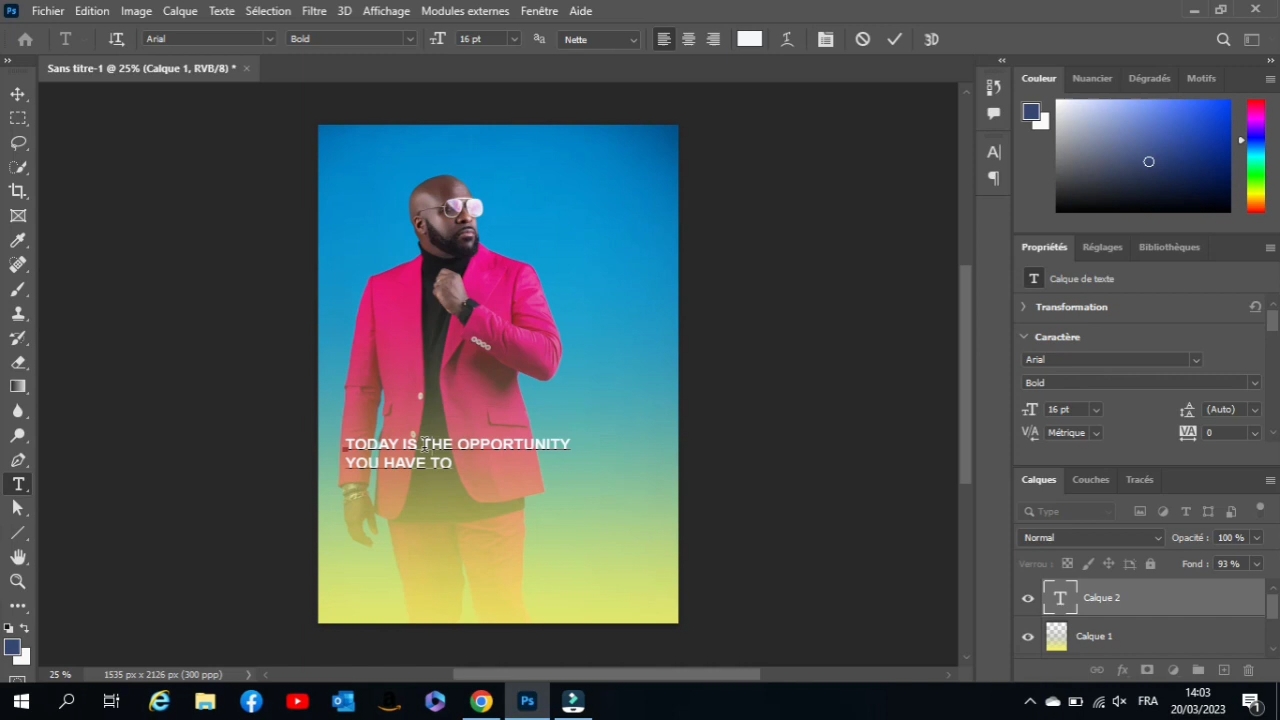 Ps Fichier Edition Image Calque Texte Sélection Filtre 3D Affichage Modules externes Fenêtre Aide
T Arial Bold 16 pt Nette 3D
Sans titre-1 @ 25% (Calque 1, RVB/8) *
Couleur Nuancier Dégradés Motifs
Propriétés Réglages Bibliothèques
T Calque de texte
Transformation
Caractère
Arial
Bold
16 pt (Auto)
Métrique 0
TODAY IS THE OPPORTUNITY
YOU HAVE TO
Calques Couches Tracés
Type
Normal Opacité : 100 %
Verrou : Fond : 93 %
T Calque 2
Calque 1
25 % 1535 px x 2126 px (300 ppp)
Ps FRA 14:03
20/03/2023
1